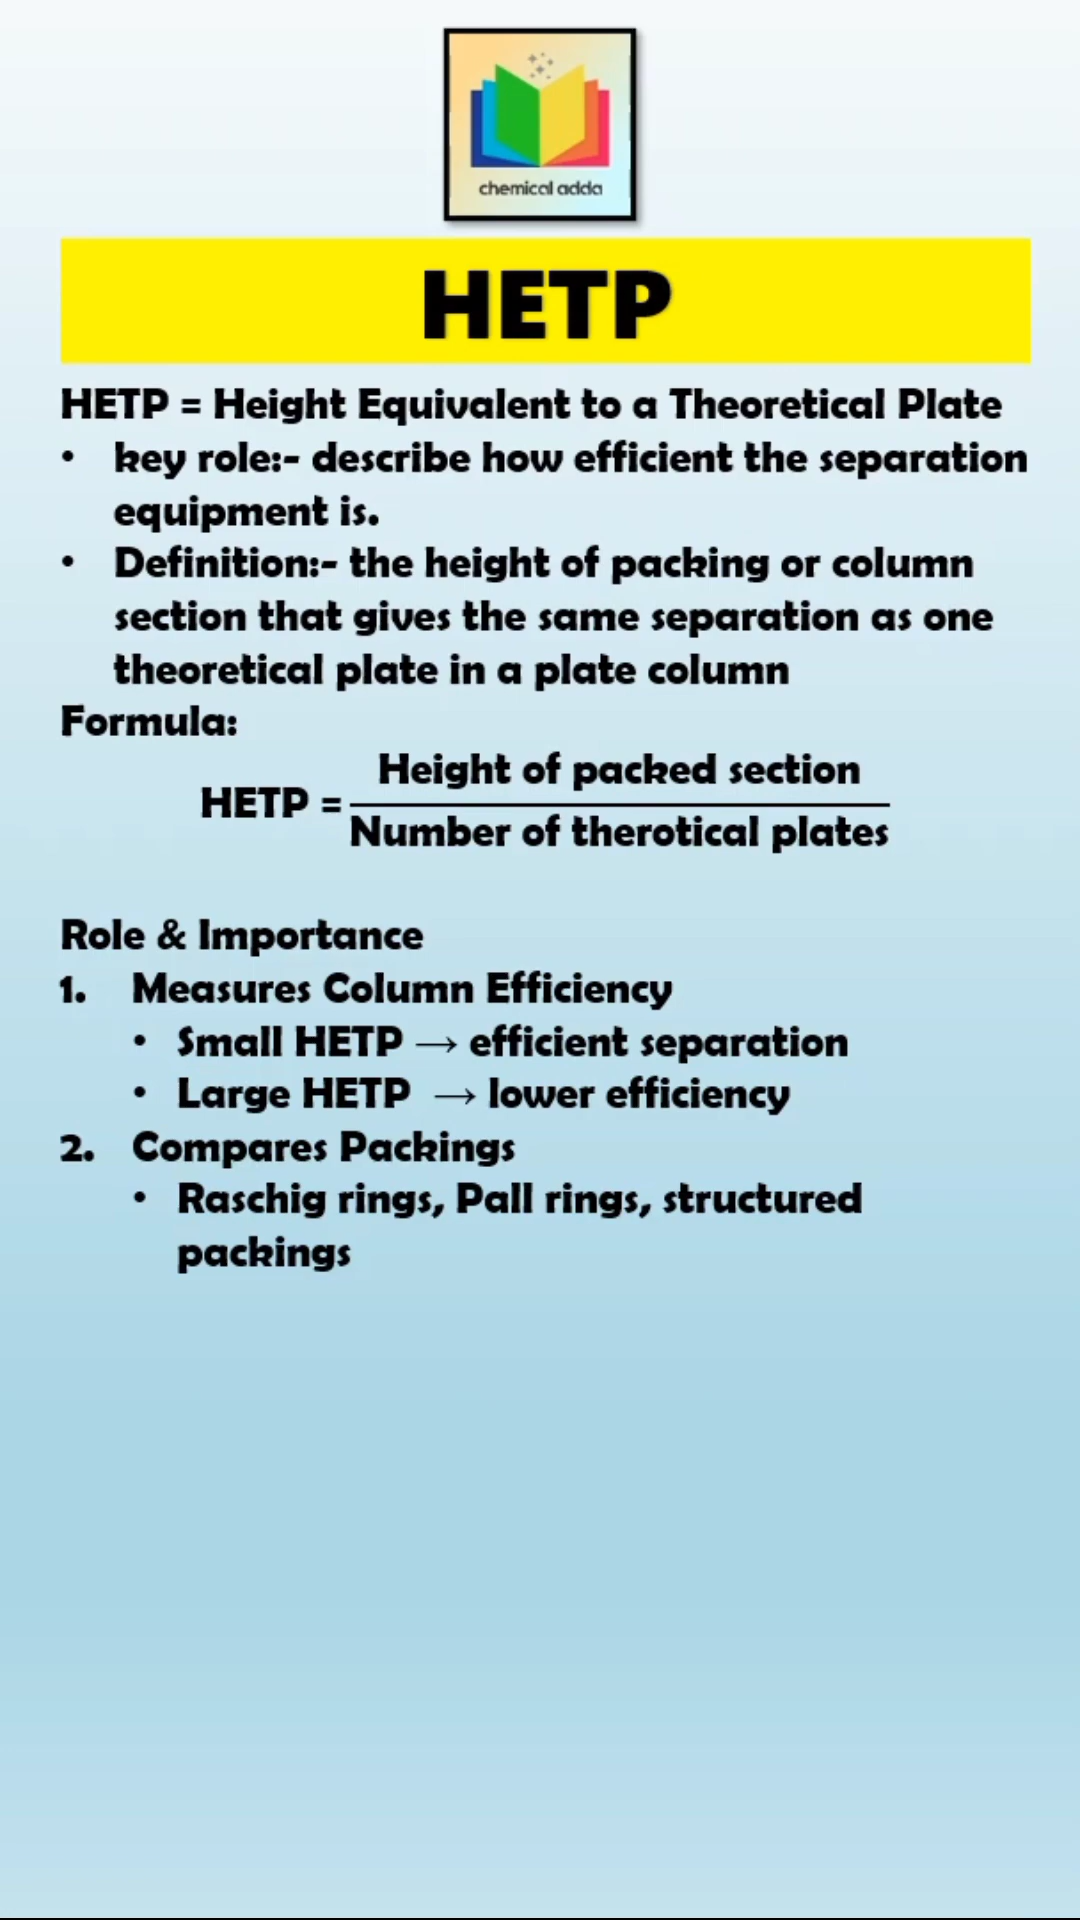 chemical adda
HETP
HETP = Height Equivalent to a Theoretical Plate
• key role:- describe how efficient the separation
equipment is.
• Definition:- the height of packing or column
section that gives the same separation as one
theoretical plate in a plate column
Formula:
Height of packed section
HETP =
Number of therotical plates
Role & Importance
1. Measures Column Efficiency
• Small HETP → efficient separation
• Large HETP → lower efficiency
2. Compares Packings
• Raschig rings, Pall rings, structured
packings